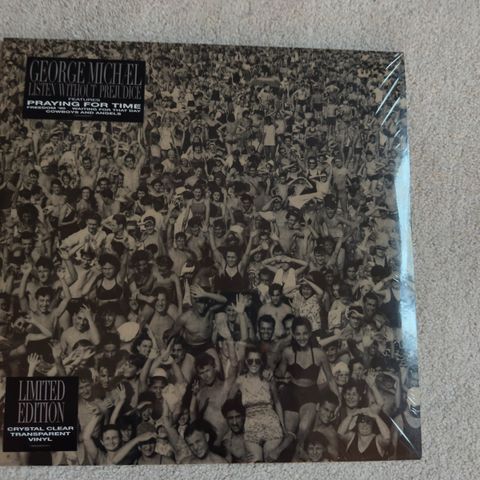 GEORGE MICHAEL
LISTEN WITHOUT PREJUDICE
FEATURES
PRAYING FOR TIME
FREEDOM '90 WAITING FOR THAT DAY
COWBOYS AND ANGELS
LIMITED
EDITION
CRYSTAL CLEAR
TRANSPARENT
VINYL